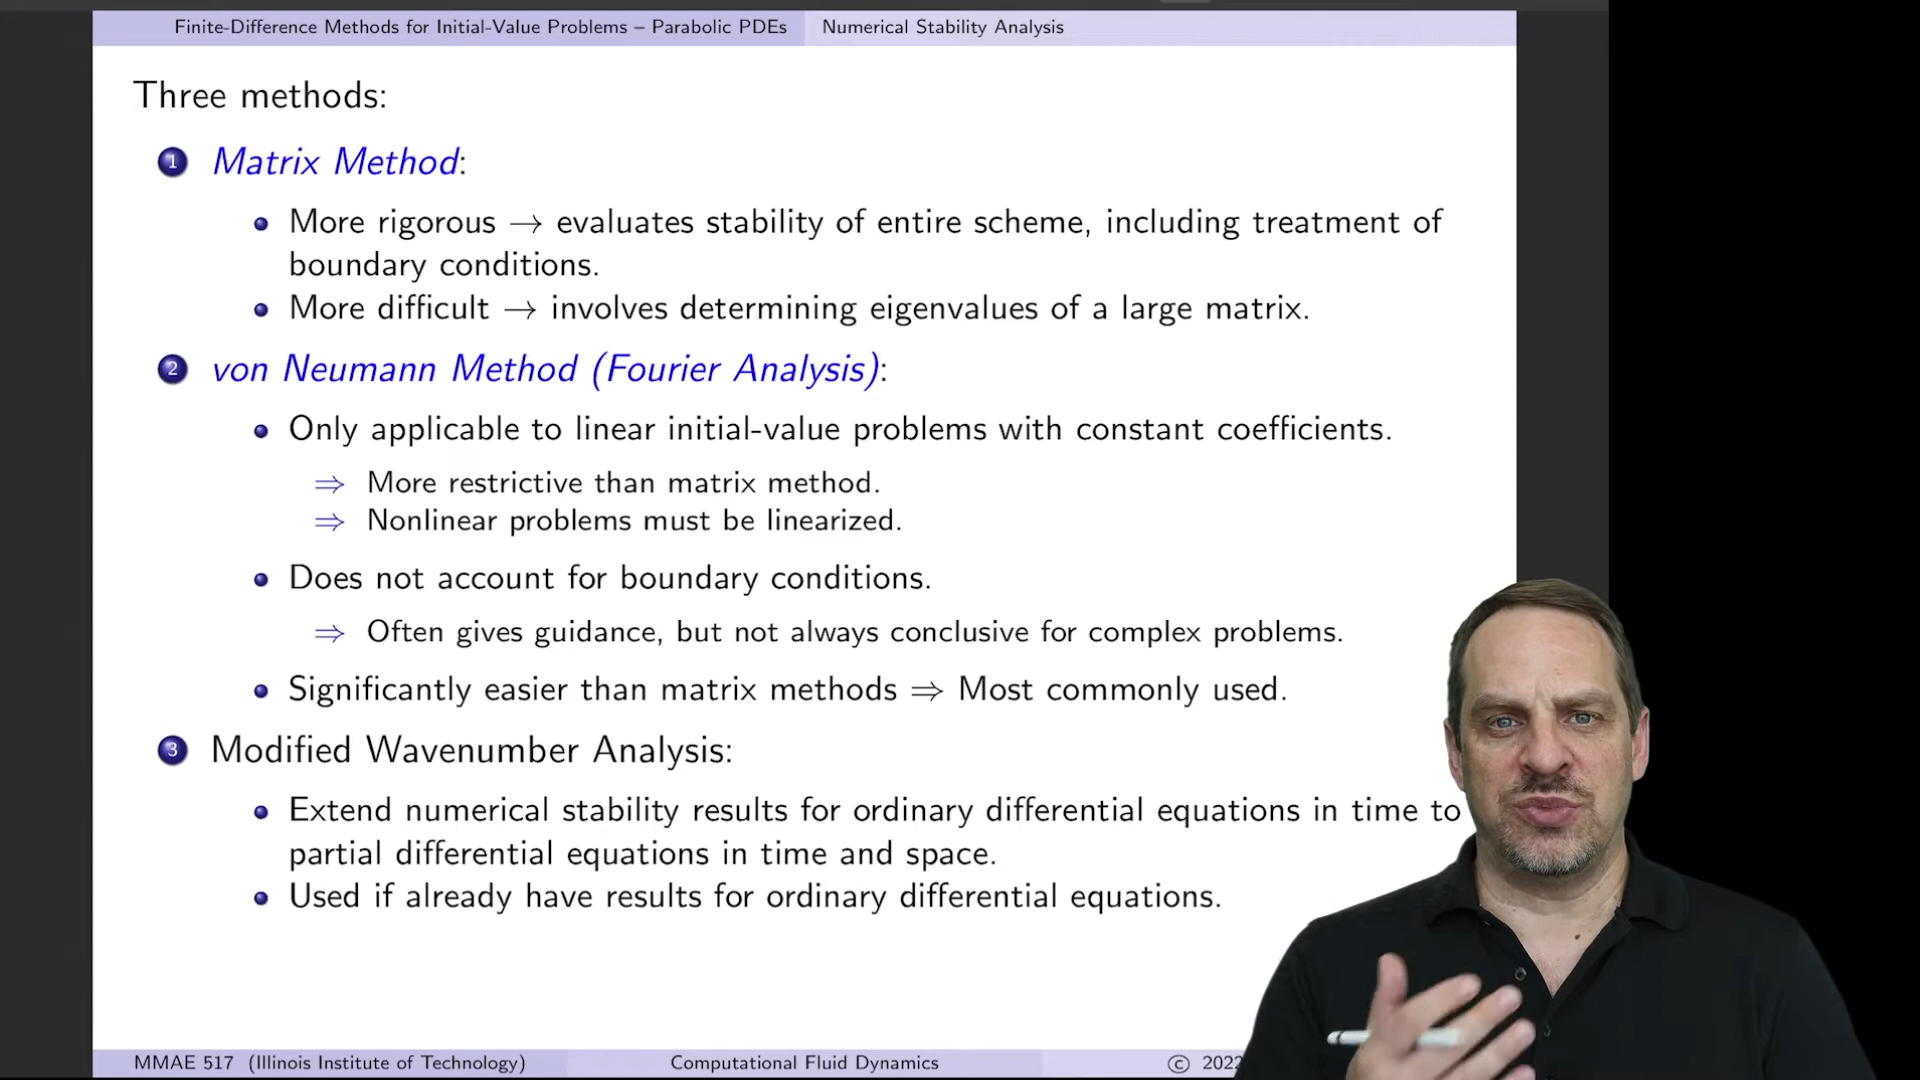 Finite-Difference Methods for Initial-Value Problems – Parabolic PDEs Numerical Stability Analysis
Three methods:
1 Matrix Method:
• More rigorous → evaluates stability of entire scheme, including treatment of
boundary conditions.
• More difficult → involves determining eigenvalues of a large matrix.
2 von Neumann Method (Fourier Analysis):
• Only applicable to linear initial-value problems with constant coefficients.
⇒ More restrictive than matrix method.
⇒ Nonlinear problems must be linearized.
• Does not account for boundary conditions.
⇒ Often gives guidance, but not always conclusive for complex problems.
• Significantly easier than matrix methods ⇒ Most commonly used.
3 Modified Wavenumber Analysis:
• Extend numerical stability results for ordinary differential equations in time to
partial differential equations in time and space.
• Used if already have results for ordinary differential equations.
MMAE 517 (Illinois Institute of Technology) Computational Fluid Dynamics © 2022